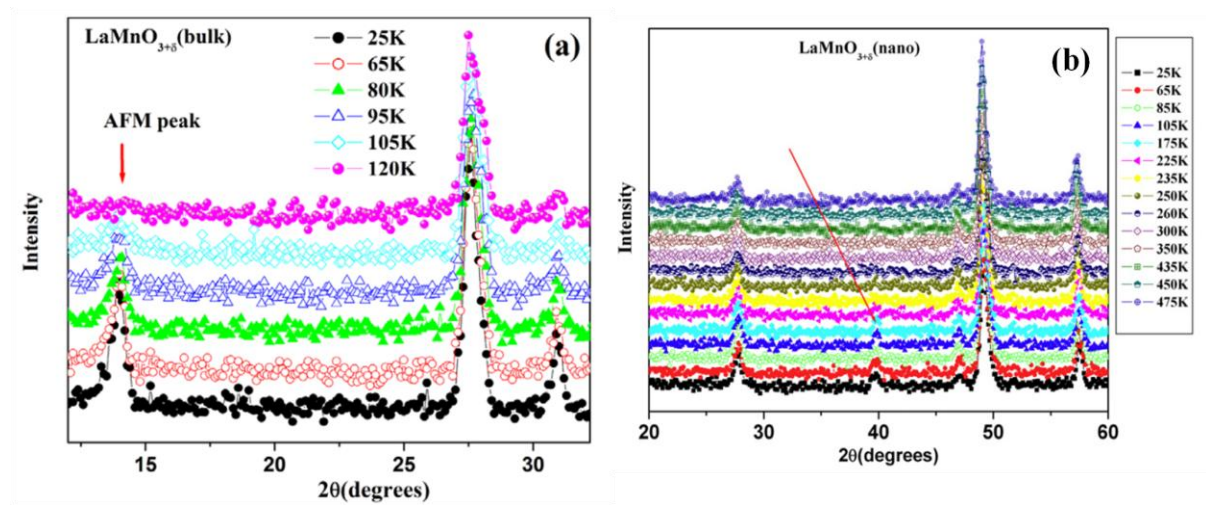 LaMnO3+δ(bulk)
(a)
25K
65K
80K
95K
105K
120K
AFM peak
Intensity
15
20
25
31
2θ(degrees)
LaMnO3+δ(nano)
(b)
25K
65K
85K
105K
175K
225K
235K
250K
260K
300K
350K
435K
450K
475K
Intensity
20
30
40
50
60
2θ(degrees)